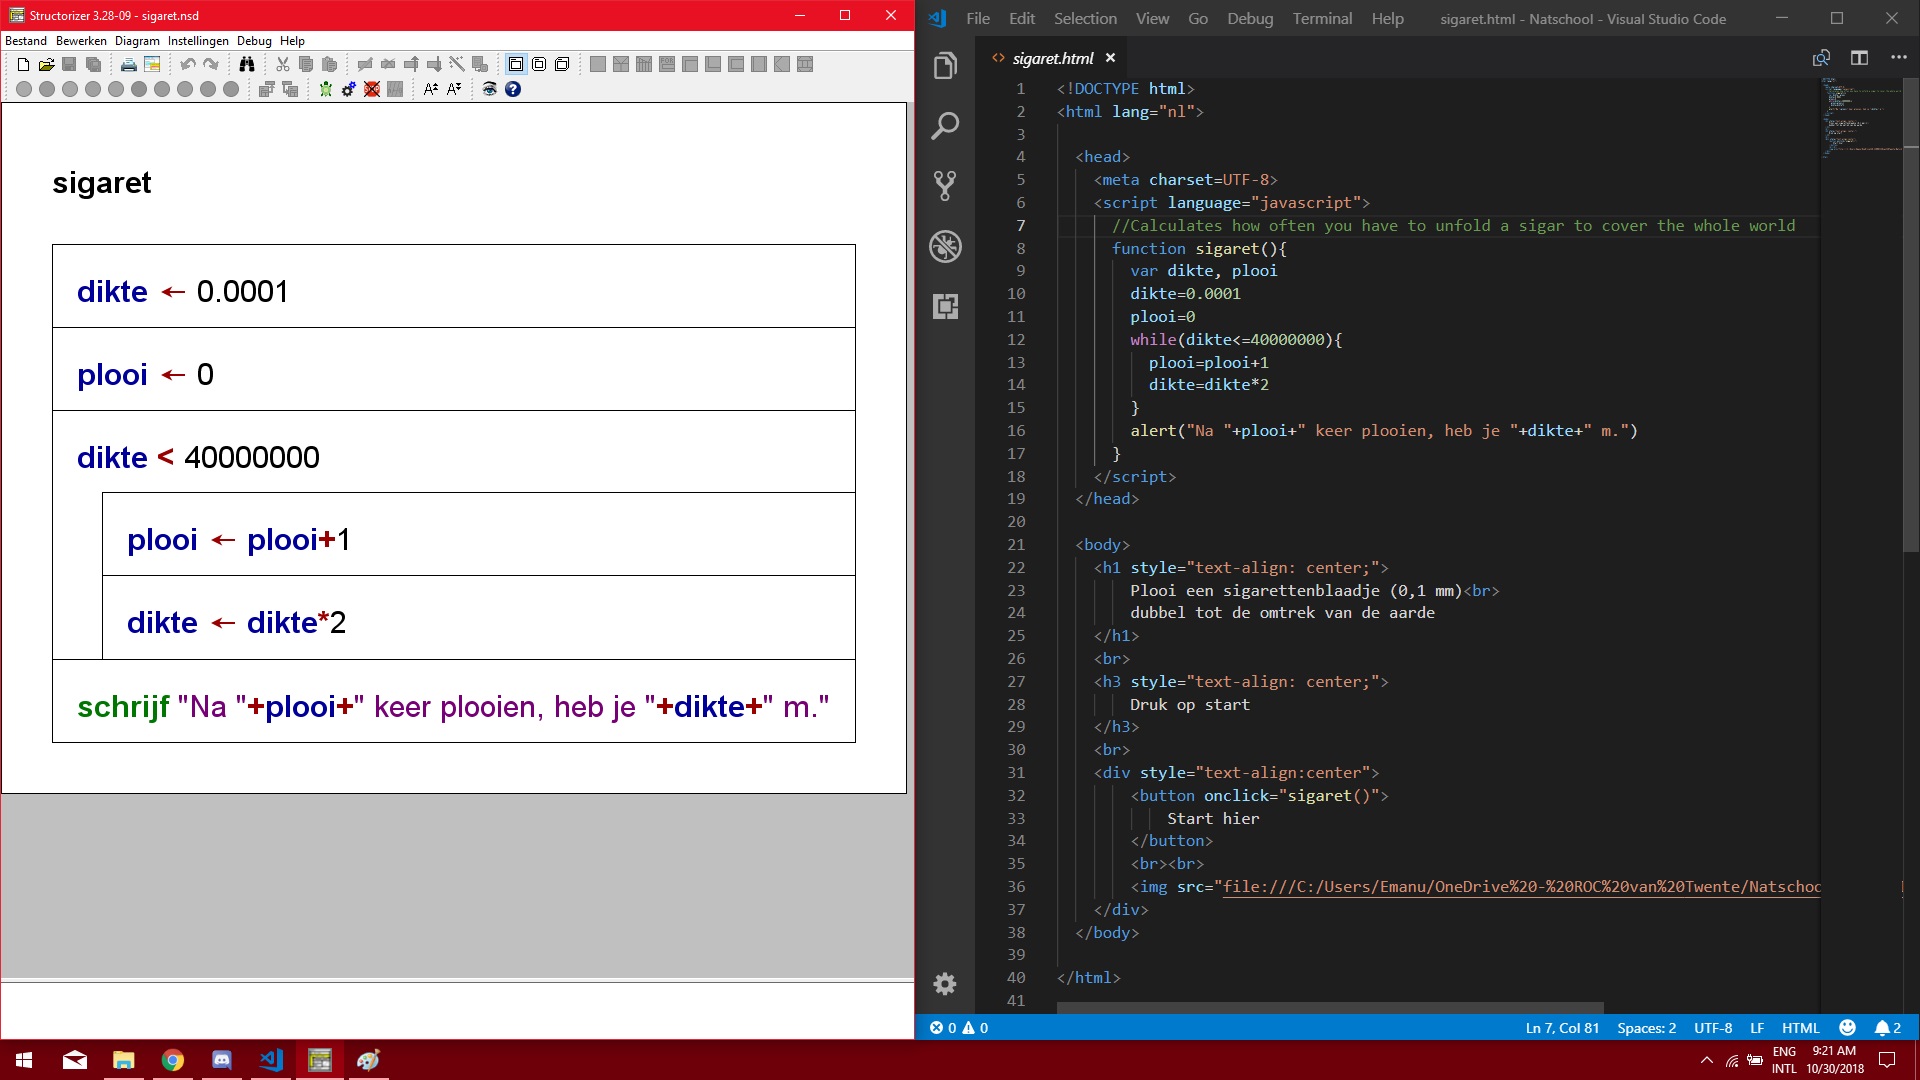 Structorizer 3.28-09 - sigaret.nsd
Bestand Bewerken Diagram Instellingen Debug Help
sigaret
dikte ← 0.0001
plooi ← 0
dikte < 40000000
plooi ← plooi+1
dikte ← dikte*2
schrijf "Na "+plooi+" keer plooien, heb je "+dikte+" m."
File Edit Selection View Go Debug Terminal Help
sigaret.html - Natschool - Visual Studio Code
<> sigaret.html ×
1 <!DOCTYPE html>
2 <html lang="nl">
3
4 <head>
5 <meta charset=UTF-8>
6 <script language="javascript">
7 //Calculates how often you have to unfold a sigar to cover the whole world
8 function sigaret(){
9 var dikte, plooi
10 dikte=0.0001
11 plooi=0
12 while(dikte<=40000000){
13 plooi=plooi+1
14 dikte=dikte*2
15 }
16 alert("Na "+plooi+" keer plooien, heb je "+dikte+" m.")
17 }
18 </script>
19 </head>
20
21 <body>
22 <h1 style="text-align: center;">
23 Plooi een sigarettenblaadje (0,1 mm)<br>
24 dubbel tot de omtrek van de aarde
25 </h1>
26 <br>
27 <h3 style="text-align: center;">
28 Druk op start
29 </h3>
30 <br>
31 <div style="text-align:center">
32 <button onclick="sigaret()">
33 Start hier
34 </button>
35 <br><br>
36 <img src="file:///C:/Users/Emanu/OneDrive%20-%20ROC%20van%20Twente/Natschoo
37 </div>
38 </body>
39
40 </html>
41
0 0
Ln 7, Col 81 Spaces: 2 UTF-8 LF HTML 2
ENG 9:21 AM
INTL 10/30/2018